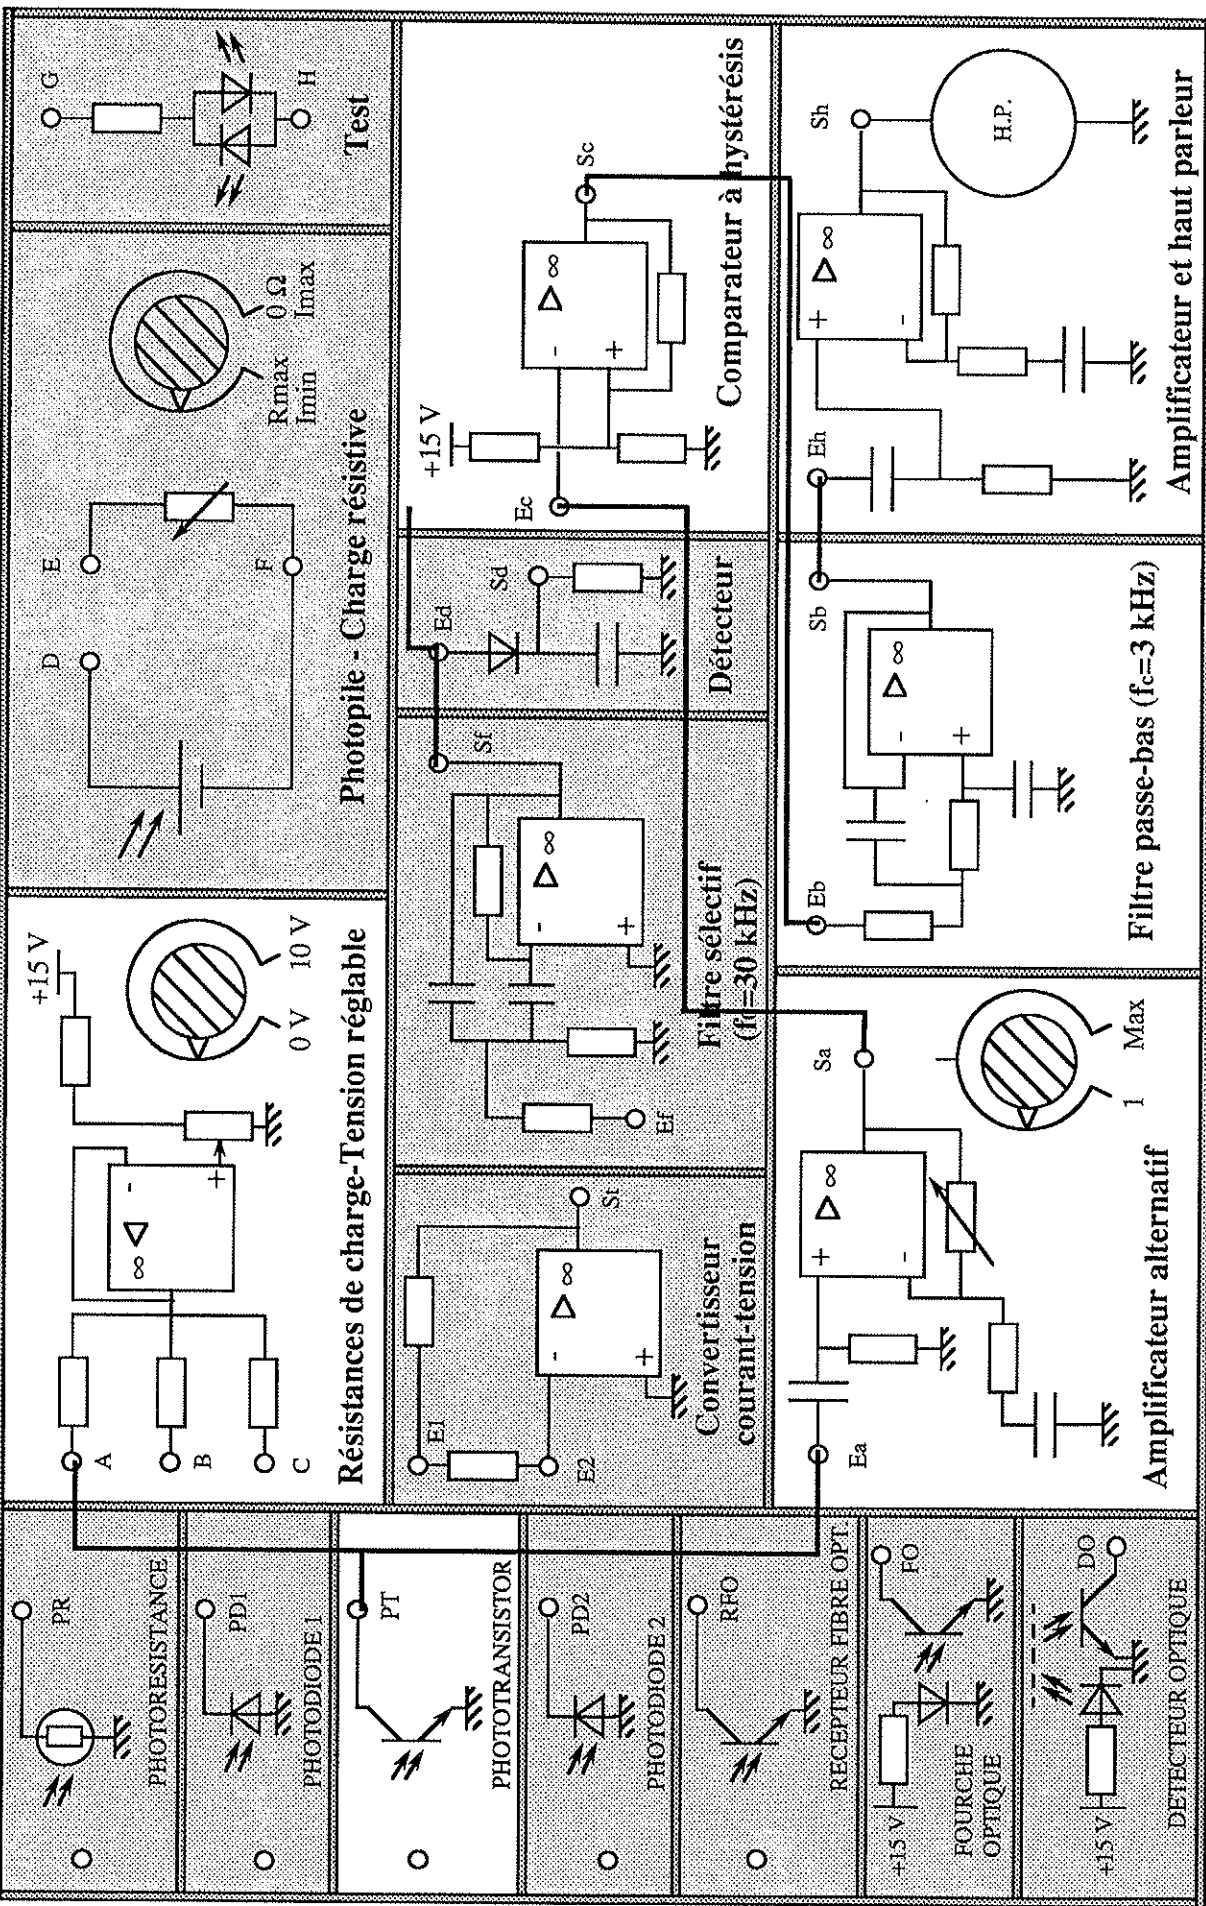 PR
PHOTORESISTANCE
PD1
PHOTODIODE 1
PT
PHOTOTRANSISTOR
PD2
PHOTODIODE 2
RFO
RECEPTEUR FIBRE OPT.
+15 V
FO
FOURCHE
OPTIQUE
+15 V
DO
DETECTEUR OPTIQUE
A
B
C
∞
-
+
+15 V
0 V
10 V
Résistances de charge-Tension réglable
D
E
F
Rmax
Imin
0 Ω
Imax
Photopile - Charge résistive
G
H
Test
E1
E2
-
+
∞
St
Convertisseur
courant-tension
Ef
-
+
∞
Sf
Filtre sélectif
(fc=30 kHz)
Ed
Sd
Détecteur
+15 V
Ec
-
+
∞
Sc
Comparateur à hystérésis
Ea
+
-
∞
Sa
1
Max
Amplificateur alternatif
Eb
-
+
∞
Sb
Filtre passe-bas (fc=3 kHz)
Eh
+
-
∞
Sh
H.P.
Amplificateur et haut parleur